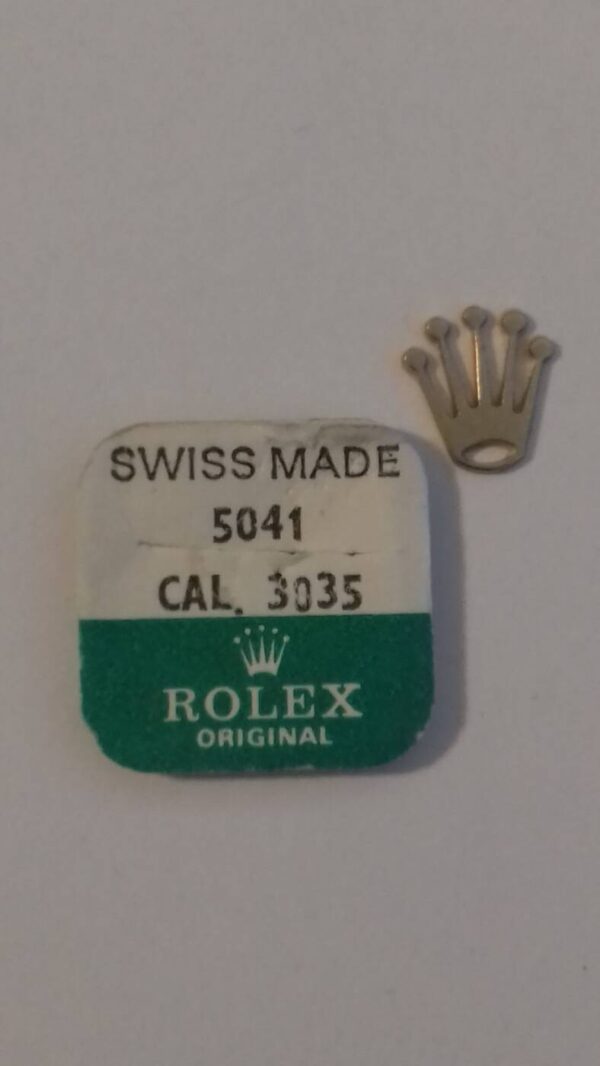 SWISS MADE
5041
CAL. 3035
ROLEX
ORIGINAL